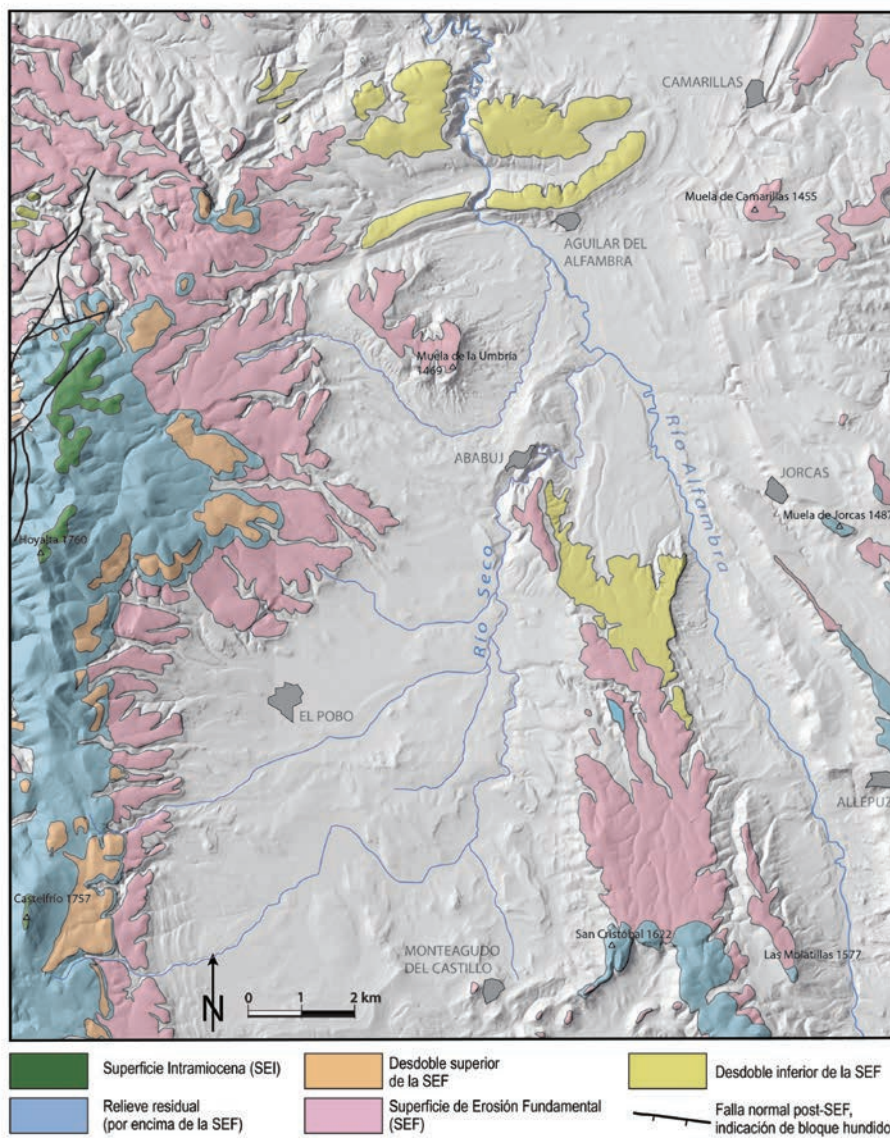 CAMARILLAS
Muela de Camarillas 1455
AGUILAR DEL
ALFAMBRA
Muela de la Umbría
1469
Río Alfambra
ABABUJ
JORCAS
Muela de Jorcas 1487
Hoyalta 1760
Río Seco
EL POBO
ALLEPUZ
Castelfrío 1757
MONTEAGUDO
DEL CASTILLO
San Cristóbal 1622
Las Molatillas 1577
N
0 1 2 km
Superficie Intramiocena (SEI)
Desdoble superior
de la SEF
Desdoble inferior de la SEF
Relieve residual
(por encima de la SEF)
Superficie de Erosión Fundamental
(SEF)
Falla normal post-SEF,
indicación de bloque hundido